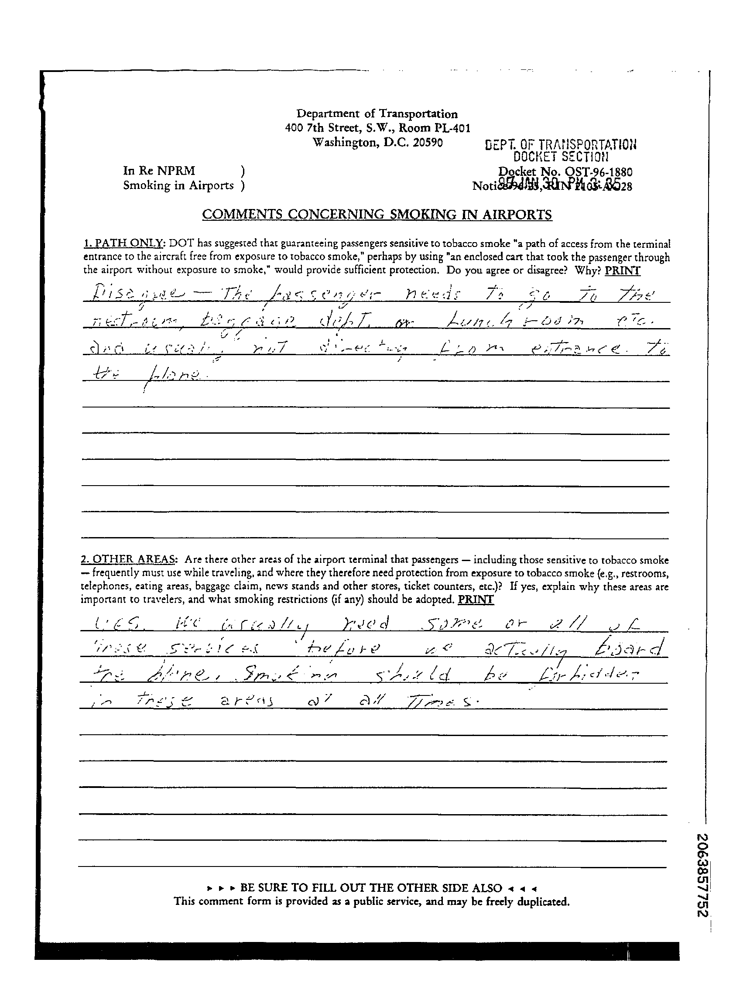 Department of Transportation
400 7th Street, S.W., Room PL-401
Washington, D.C. 20590
DEPT. OF TRANSPORTATION
DOCKET SECTION
In Re NPRM )
Docket No. OST-96-1880
Smoking in Airports )
COMMENTS CONCERNING SMOKING IN AIRPORTS
1. PATH ONLY: DOT has suggested that guaranteeing passengers sensitive to tobacco smoke "a path of access from the terminal
entrance to the aircraft free from exposure to tobacco smoke," perhaps by using "an enclosed cart that took the passenger through
the airport without exposure to smoke," would provide sufficient protection. Do you agree or disagree? Why? PRINT
Disagree — The passenger needs to go to the
restroom, baggage dept. or Lunch room etc.
and usually not directly from entrance to
the plane.
2. OTHER AREAS: Are there other areas of the airport terminal that passengers — including those sensitive to tobacco smoke
— frequently must use while traveling, and where they therefore need protection from exposure to tobacco smoke (e.g., restrooms,
telephones, eating areas, baggage claim, news stands and other stores, ticket counters, etc.)? If yes, explain why these areas are
important to travelers, and what smoking restrictions (if any) should be adopted. PRINT
YES. We usually need some or all of
these services before we actually board
the plane. Smoking should be forbidden
in these areas at all Times.
▸ ▸ ▸ BE SURE TO FILL OUT THE OTHER SIDE ALSO ◂ ◂ ◂
This comment form is provided as a public service, and may be freely duplicated.
2063857752